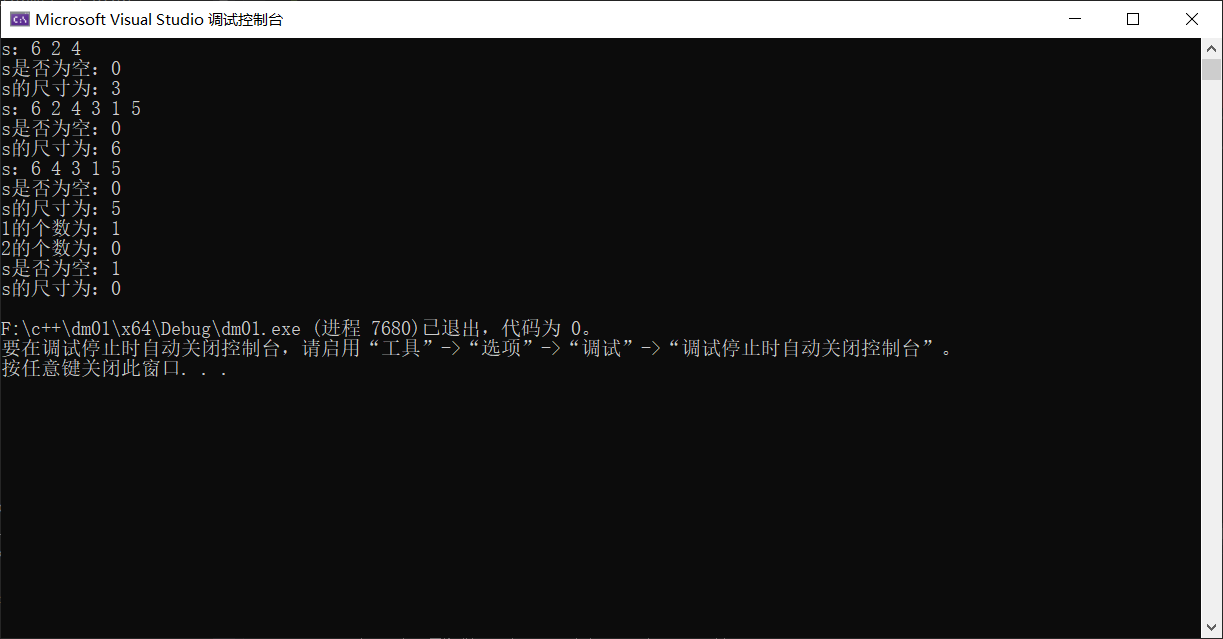 Microsoft Visual Studio 调试控制台
s：6 2 4
s是否为空：0
s的尺寸为：3
s：6 2 4 3 1 5
s是否为空：0
s的尺寸为：6
s：6 4 3 1 5
s是否为空：0
s的尺寸为：5
1的个数为：1
2的个数为：0
s是否为空：1
s的尺寸为：0
F:\c++\dm01\x64\Debug\dm01.exe (进程 7680)已退出，代码为 0。
要在调试停止时自动关闭控制台，请启用“工具”->“选项”->“调试”->“调试停止时自动关闭控制台”。
按任意键关闭此窗口. . .